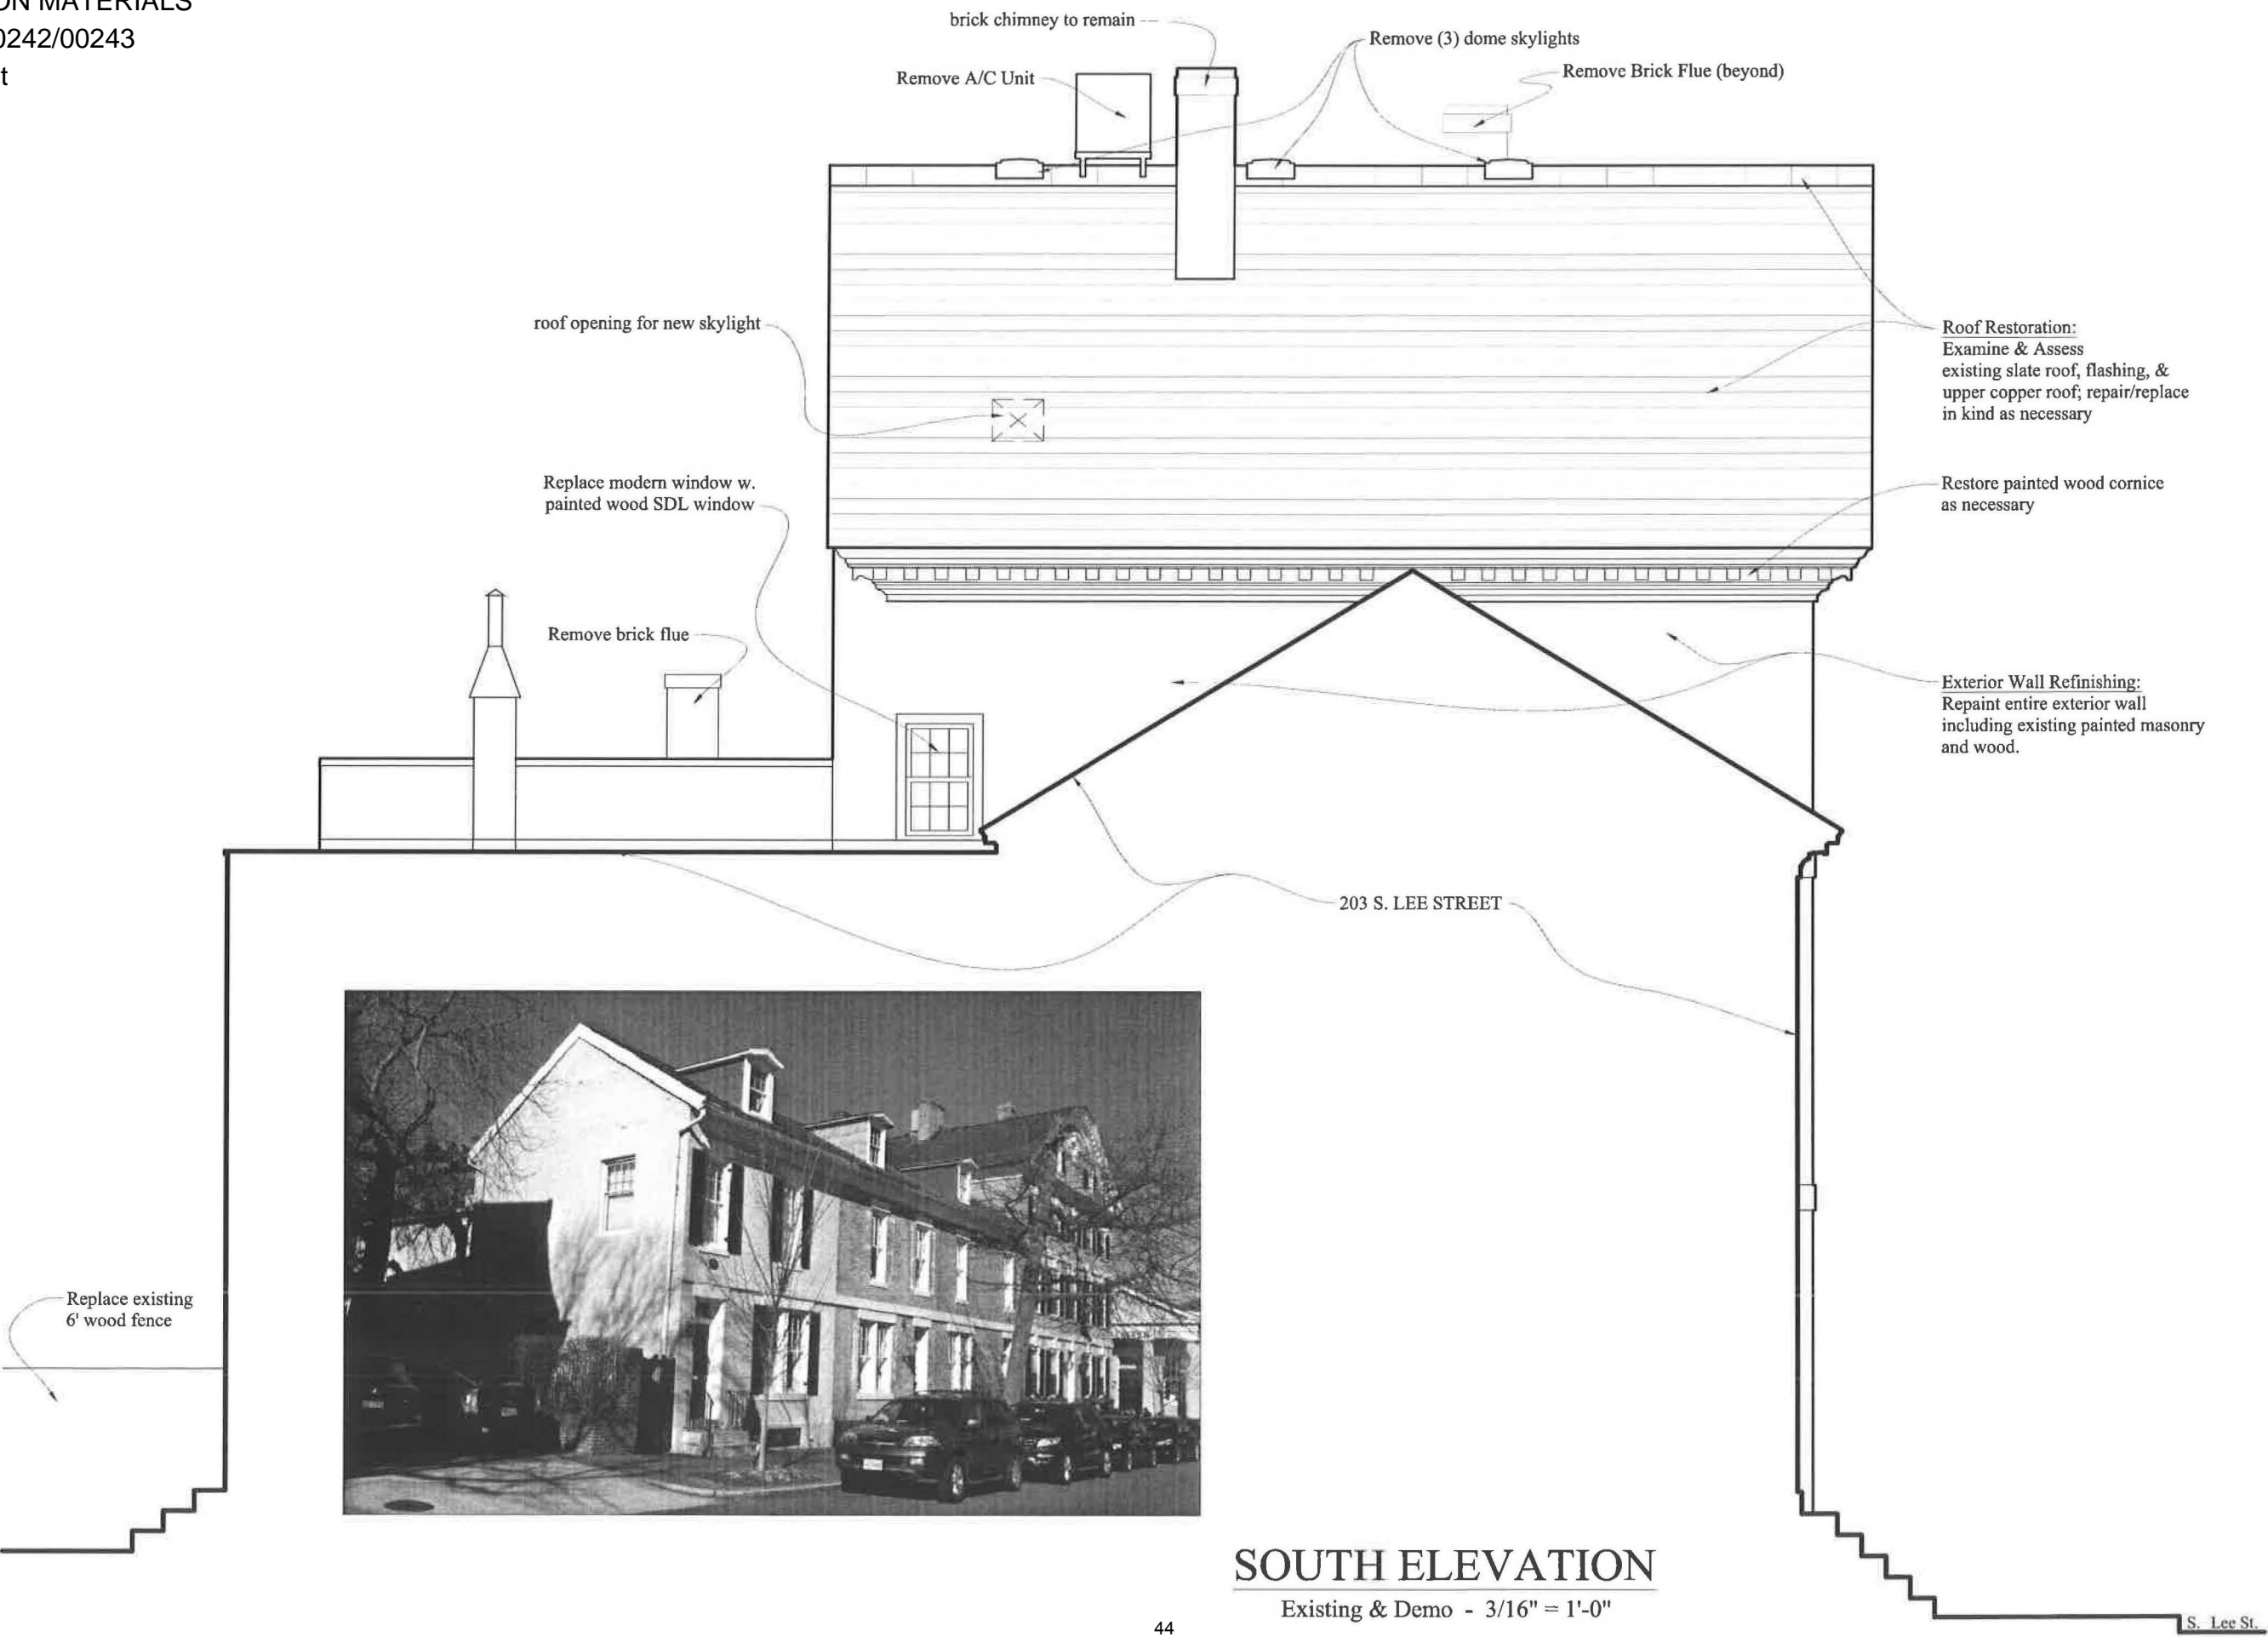 ON MATERIALS
0242/00243
t
brick chimney to remain
Remove (3) dome skylights
Remove A/C Unit
Remove Brick Flue (beyond)
roof opening for new skylight
Roof Restoration:
Examine & Assess
existing slate roof, flashing, &
upper copper roof; repair/replace
in kind as necessary
Replace modern window w.
painted wood SDL window
Restore painted wood cornice
as necessary
Remove brick flue
Exterior Wall Refinishing:
Repaint entire exterior wall
including existing painted masonry
and wood.
203 S. LEE STREET
Replace existing
6' wood fence
SOUTH ELEVATION
Existing & Demo - 3/16" = 1'-0"
44
S. Lee St.